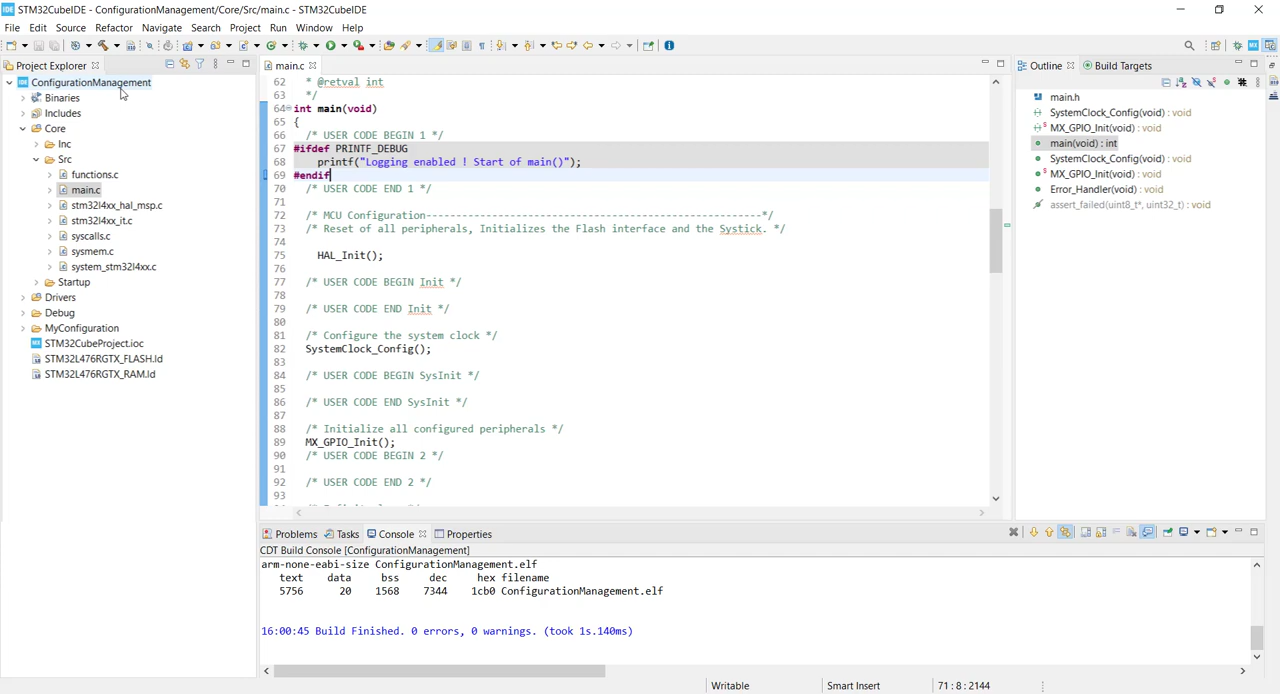 STM32CubeIDE - ConfigurationManagement/Core/Src/main.c - STM32CubeIDE
File Edit Source Refactor Navigate Search Project Run Window Help
Project Explorer
ConfigurationManagement
Binaries
Includes
Core
Inc
Src
functions.c
main.c
stm32l4xx_hal_msp.c
stm32l4xx_it.c
syscalls.c
sysmem.c
system_stm32l4xx.c
Startup
Drivers
Debug
MyConfiguration
STM32CubeProject.ioc
STM32L476RGTX_FLASH.ld
STM32L476RGTX_RAM.ld
main.c
62 * @retval int
63 */
64 int main(void)
65 {
66 /* USER CODE BEGIN 1 */
67 #ifdef PRINTF_DEBUG
68 printf("Logging enabled ! Start of main()");
69 #endif
70 /* USER CODE END 1 */
71
72 /* MCU Configuration--------------------------------------------------------*/
73 /* Reset of all peripherals, Initializes the Flash interface and the Systick. */
74
75 HAL_Init();
76
77 /* USER CODE BEGIN Init */
78
79 /* USER CODE END Init */
80
81 /* Configure the system clock */
82 SystemClock_Config();
83
84 /* USER CODE BEGIN SysInit */
85
86 /* USER CODE END SysInit */
87
88 /* Initialize all configured peripherals */
89 MX_GPIO_Init();
90 /* USER CODE BEGIN 2 */
91
92 /* USER CODE END 2 */
93
Outline Build Targets
main.h
SystemClock_Config(void) : void
MX_GPIO_Init(void) : void
main(void) : int
SystemClock_Config(void) : void
MX_GPIO_Init(void) : void
Error_Handler(void) : void
assert_failed(uint8_t*, uint32_t) : void
Problems Tasks Console Properties
CDT Build Console [ConfigurationManagement]
arm-none-eabi-size ConfigurationManagement.elf
text data bss dec hex filename
5756 20 1568 7344 1cb0 ConfigurationManagement.elf
16:00:45 Build Finished. 0 errors, 0 warnings. (took 1s.140ms)
Writable Smart Insert 71 : 8 : 2144